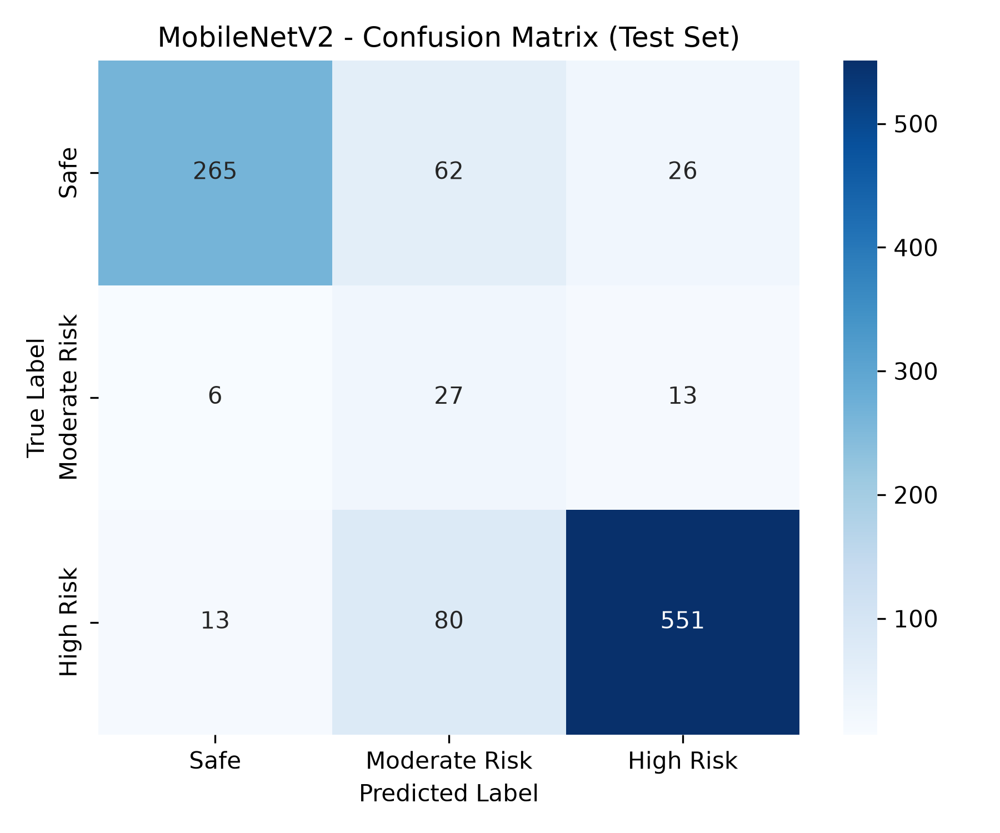 MobileNetV2 - Confusion Matrix (Test Set)
True Label
Safe
265
62
26
Moderate Risk
6
27
13
High Risk
13
80
551
Safe
Moderate Risk
High Risk
Predicted Label
500
400
300
200
100